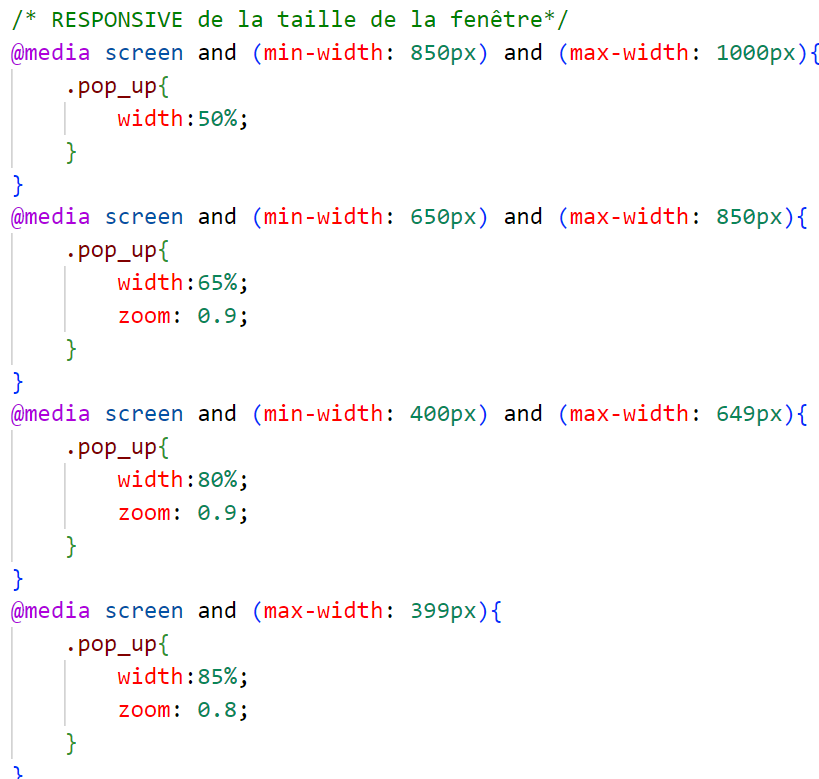 /* RESPONSIVE de la taille de la fenêtre*/
@media screen and (min-width: 850px) and (max-width: 1000px){
    .pop_up{
        width:50%;
    }
}
@media screen and (min-width: 650px) and (max-width: 850px){
    .pop_up{
        width:65%;
        zoom: 0.9;
    }
}
@media screen and (min-width: 400px) and (max-width: 649px){
    .pop_up{
        width:80%;
        zoom: 0.9;
    }
}
@media screen and (max-width: 399px){
    .pop_up{
        width:85%;
        zoom: 0.8;
    }
}